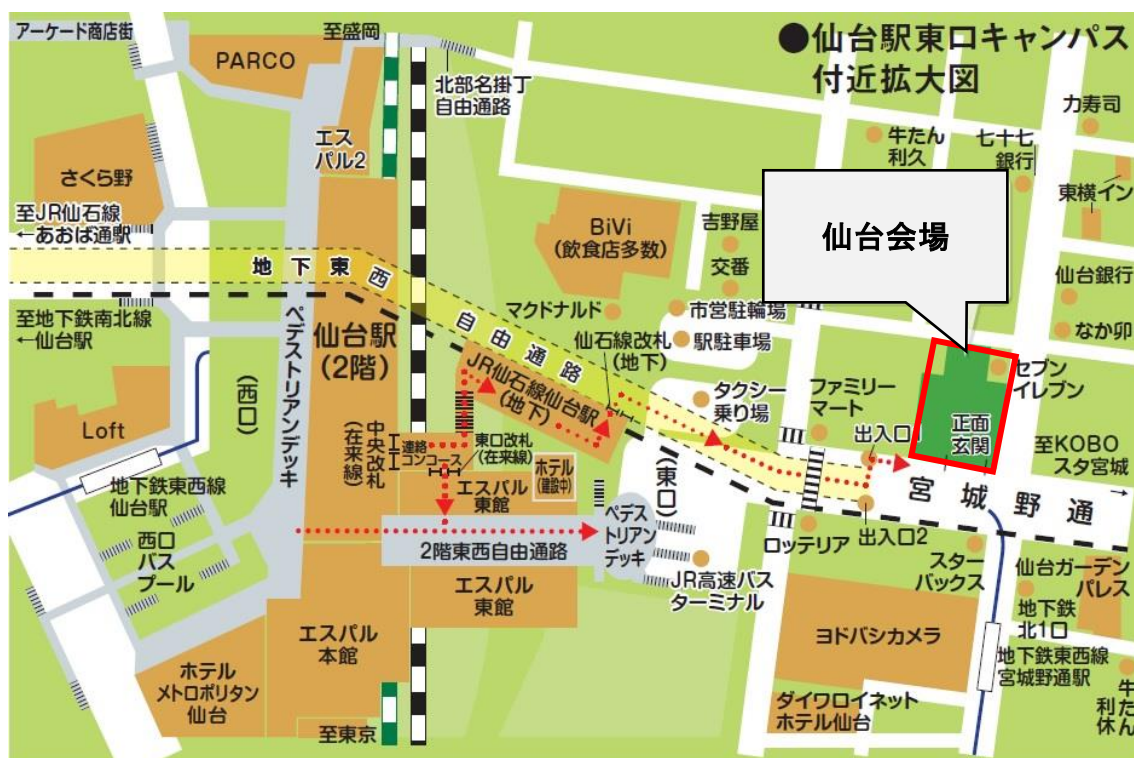 アーケード商店街
至盛岡
●仙台駅東口キャンパス
付近拡大図
PARCO
北部名掛丁
自由通路
力寿司
牛たん
利久
七十七
銀行
エス
パル2
さくら野
東横イン
至JR仙石線
←あおば通駅
BiVi
(飲食店多数)
吉野屋
仙台会場
交番
地下東西
自由通路
仙台銀行
マクドナルド
市営駐輪場
至地下鉄南北線
←仙台駅
仙台駅
(2階)
仙石線改札
(地下)
駅駐車場
なか卯
ペデストリアンデッキ
(西口)
JR仙石線仙台駅
(地下)
タクシー
乗り場
ファミリー
マート
セブン
イレブン
Loft
中央改札
(在来線)
連絡
コンコース
東口改札
(在来線)
出入口1
正面
玄関
至KOBO
スタ宮城
ホテル
(建設中)
(東口)
地下鉄東西線
仙台駅
エスパル
東館
宮城野通
→
ペデス
トリアン
デッキ
西口
バス
プール
2階東西自由通路
ロッテリア
出入口2
JR高速バス
ターミナル
スター
バックス
仙台ガーデン
パレス
エスパル
東館
地下鉄
北1口
エスパル
本館
ヨドバシカメラ
地下鉄東西線
宮城野通駅
ホテル
メトロポリタン
仙台
ダイワロイネット
ホテル仙台
牛たん
利休
至東京